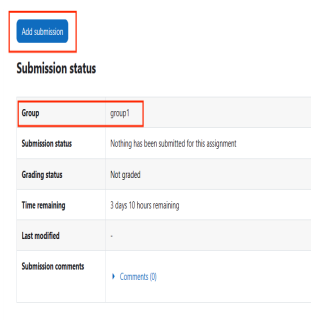 Add submission
Submission status
Group group1
Submission status Nothing has been submitted for this assignment
Grading status Not graded
Time remaining 3 days 10 hours remaining
Last modified -
Submission comments
Comments (0)